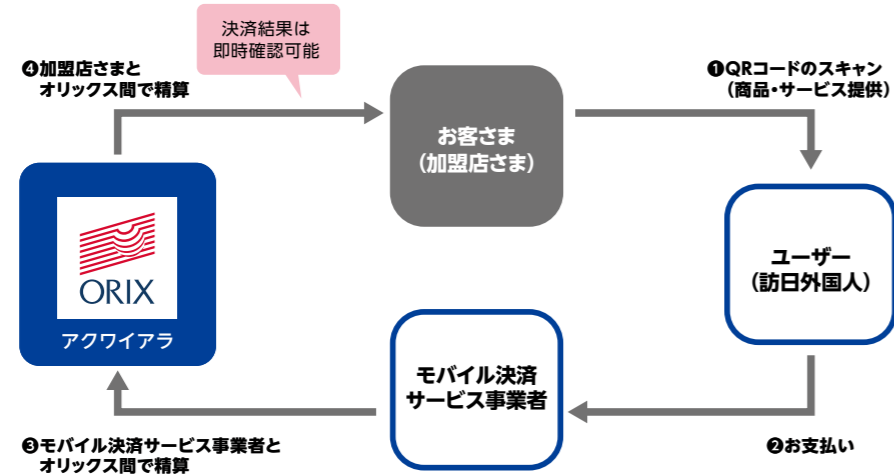 決済結果は
即時確認可能
❹加盟店さまと
オリックス間で精算
❶QRコードのスキャン
（商品・サービス提供）
お客さま
（加盟店さま）
ORIX
アクワイアラ
ユーザー
（訪日外国人）
モバイル決済
サービス事業者
❸モバイル決済サービス事業者と
オリックス間で精算
❷お支払い